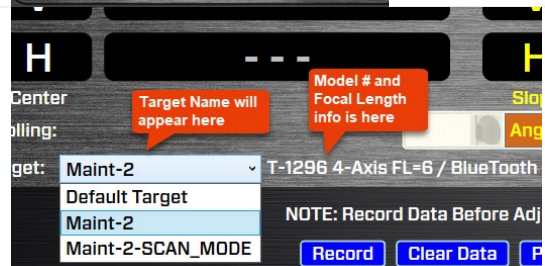 H
---
H
Center
Slo
Target Name will
appear here
Model # and
Focal Length
info is here
olling:
Ang
get:
Maint-2
T-1296 4-Axis FL=6 / BlueTooth
Default Target
Maint-2
Maint-2-SCAN_MODE
NOTE: Record Data Before Adj
Record
Clear Data
P